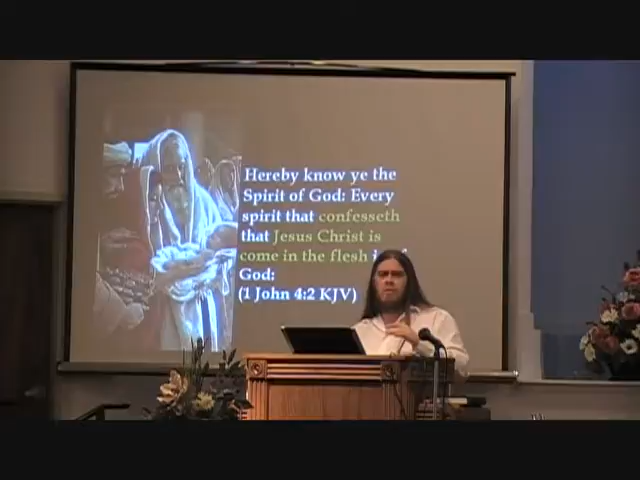 Hereby know ye the
Spirit of God: Every
spirit that confesseth
that Jesus Christ is
come in the flesh
God:
(1 John 4:2 KJV)